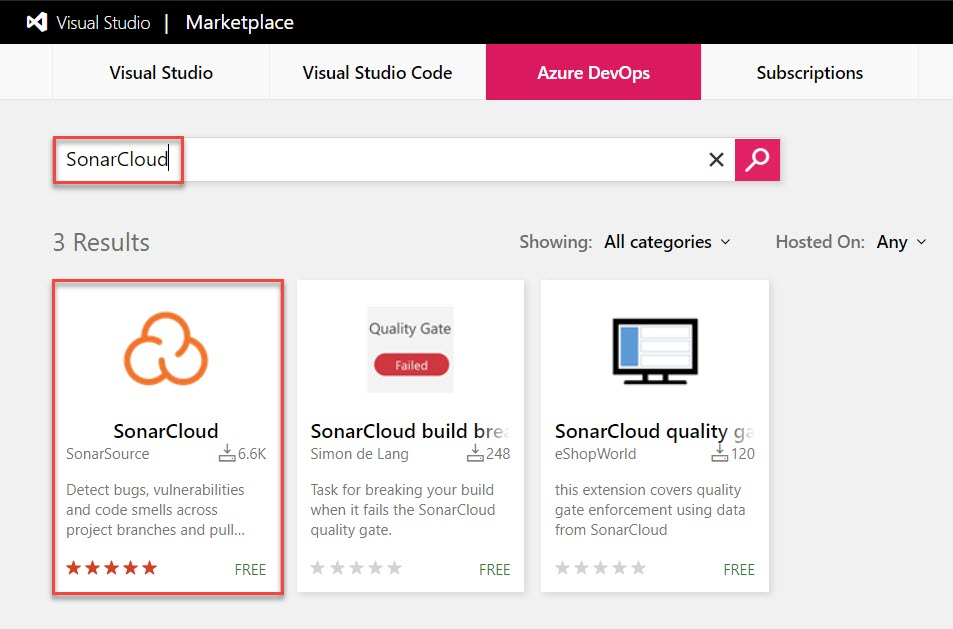 Visual Studio | Marketplace
Visual Studio
Visual Studio Code
Azure DevOps
Subscriptions
SonarCloud
3 Results
Showing: All categories
Hosted On: Any
SonarCloud
SonarSource 6.6K
Detect bugs, vulnerabilities
and code smells across
project branches and pull...
FREE
Quality Gate
Failed
SonarCloud build
Simon de Lang 248
Task for breaking your build
when it fails the SonarCloud
quality gate.
FREE
SonarCloud quality
eShopWorld 120
this extension covers quality
gate enforcement using data
from SonarCloud
FREE